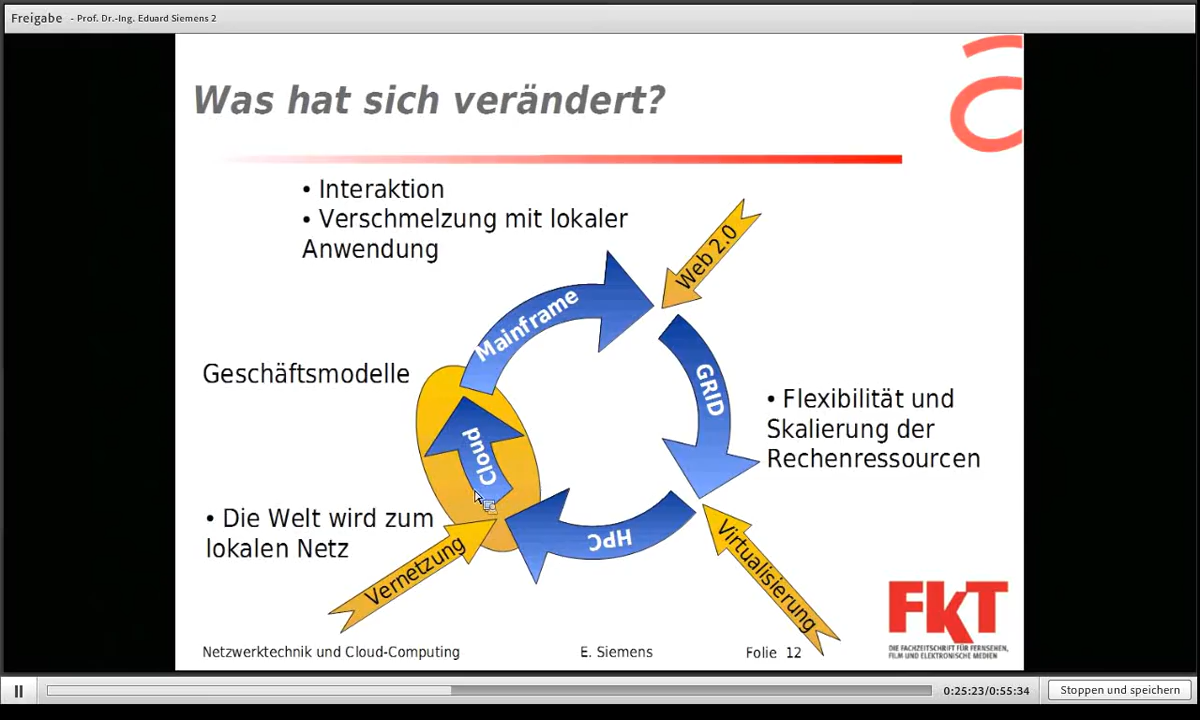 Freigabe - Prof. Dr.-Ing. Eduard Siemens 2
Was hat sich verändert?
• Interaktion
• Verschmelzung mit lokaler
Anwendung
Web 2.0
Mainframe
Geschäftsmodelle
GRID
• Flexibilität und
Skalierung der
Rechenressourcen
Cloud
• Die Welt wird zum
lokalen Netz
HPC
Vernetzung
Virtualisierung
FKT
DIE FACHZEITSCHRIFT FÜR FERNSEHEN,
FILM UND ELEKTRONISCHE MEDIEN
Netzwerktechnik und Cloud-Computing E. Siemens Folie 12
0:25:23/0:55:34 Stoppen und speichern